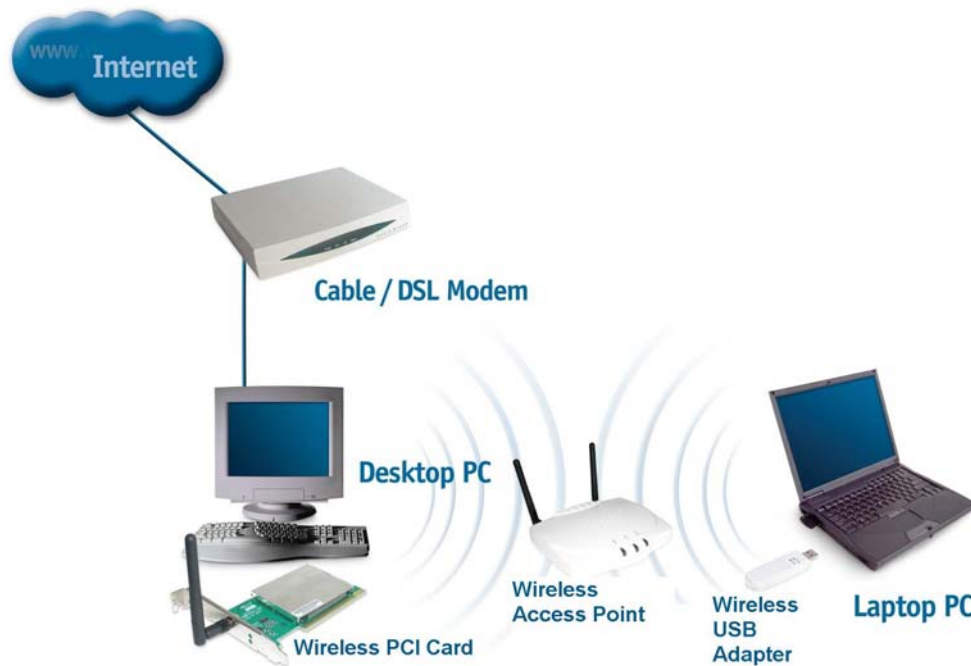 www.
Internet
Cable / DSL Modem
Desktop PC
Wireless
Access Point
Wireless
USB
Adapter
Laptop PC
Wireless PCI Card